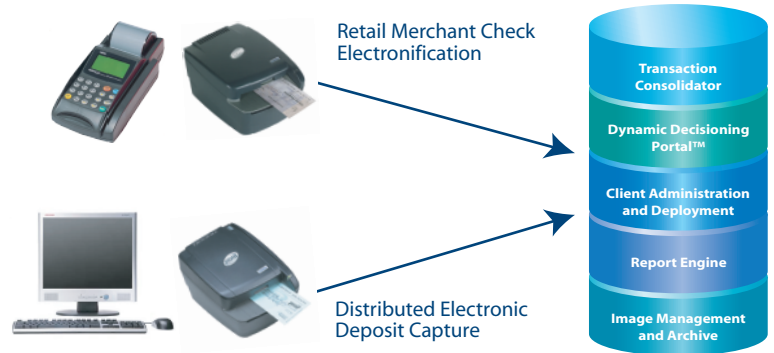 Retail Merchant Check
Electronification
Transaction
Consolidator
Dynamic Decisioning
Portal™
Client Administration
and Deployment
Report Engine
Image Management
and Archive
Distributed Electronic
Deposit Capture